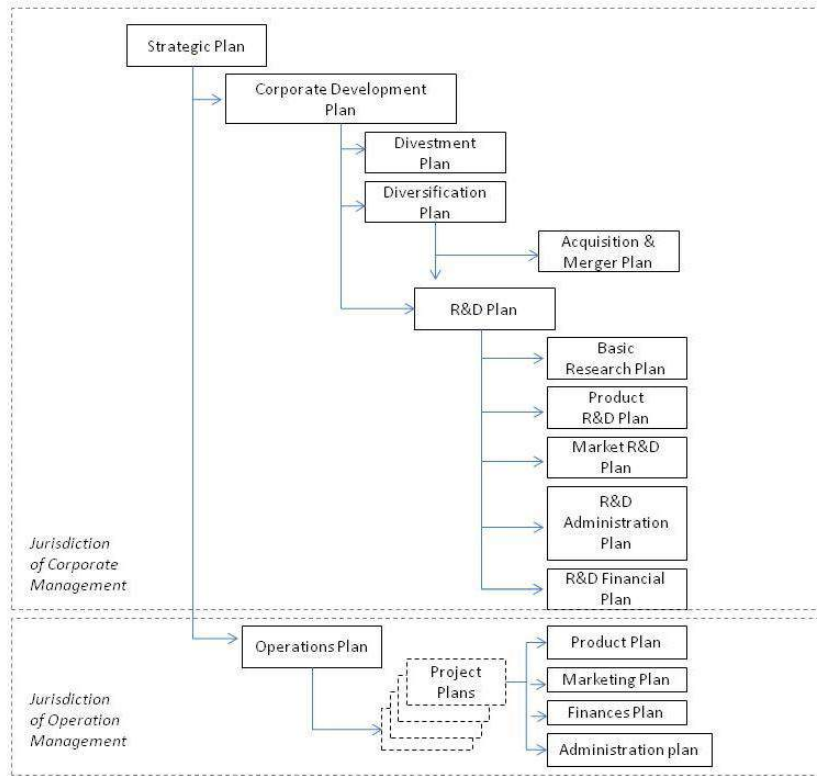 Strategic Plan
Corporate Development
Plan
Divestment
Plan
Diversification
Plan
Acquisition &
Merger Plan
R&D Plan
Basic
Research Plan
Product
R&D Plan
Market R&D
Plan
R&D
Administration
Plan
R&D Financial
Plan
Jurisdiction
of Corporate
Management
Operations Plan
Project
Plans
Product Plan
Marketing Plan
Finances Plan
Administration plan
Jurisdiction
of Operation
Management